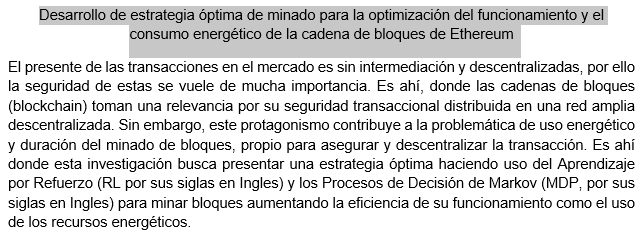 Desarrollo de estrategia óptima de minado para la optimización del funcionamiento y el
consumo energético de la cadena de bloques de Ethereum
El presente de las transacciones en el mercado es sin intermediación y descentralizadas, por ello
la seguridad de estas se vuele de mucha importancia. Es ahí, donde las cadenas de bloques
(blockchain) toman una relevancia por su seguridad transaccional distribuida en una red amplia
descentralizada. Sin embargo, este protagonismo contribuye a la problemática de uso energético
y duración del minado de bloques, propio para asegurar y descentralizar la transacción. Es ahí
donde esta investigación busca presentar una estrategia óptima haciendo uso del Aprendizaje
por Refuerzo (RL por sus siglas en Ingles) y los Procesos de Decisión de Markov (MDP, por sus
siglas en Ingles) para minar bloques aumentando la eficiencia de su funcionamiento como el uso
de los recursos energéticos.